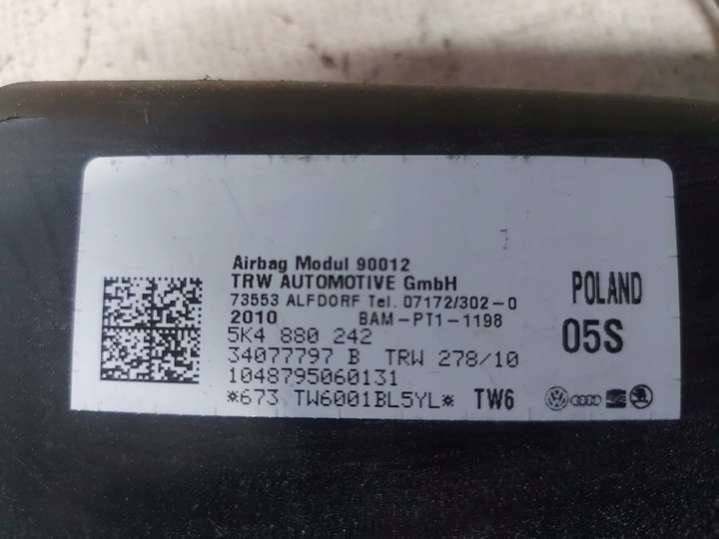 Airbag Modul 90012
TRW AUTOMOTIVE GmbH
73553 ALFDORF Tel. 07172/302-0
2010 BAM-PT1-1198
5K4 880 242
34077797 B TRW 278/10
1048795060131
*673 TW6001BL5YL* TW6
POLAND
05S